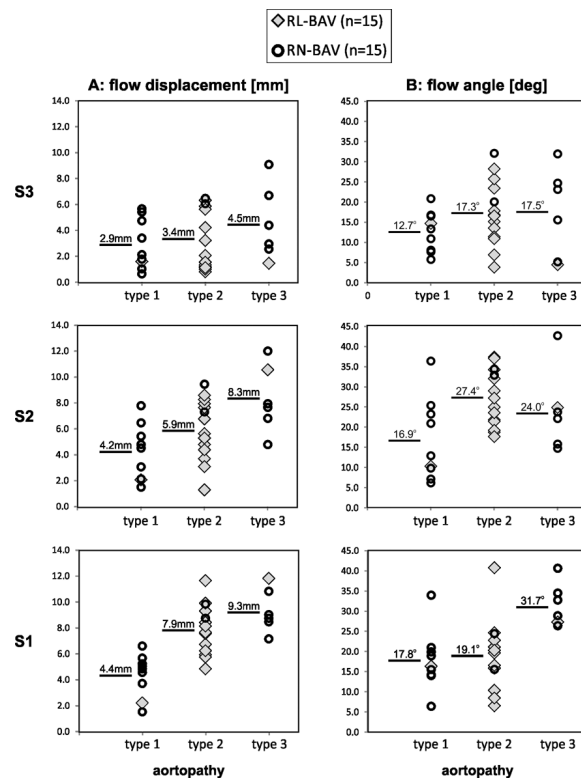 RL-BAV (n=15)
RN-BAV (n=15)
A: flow displacement [mm]
B: flow angle [deg]
S3
14.0
12.0
10.0
8.0
6.0
4.0
2.0
0.0
2.9mm
3.4mm
4.5mm
type 1 type 2 type 3
45.0
40.0
35.0
30.0
25.0
20.0
15.0
10.0
5.0
0
12.7°
17.3°
17.5°
type 1 type 2 type 3
S2
14.0
12.0
10.0
8.0
6.0
4.0
2.0
0.0
4.2mm
5.9mm
8.3mm
type 1 type 2 type 3
45.0
40.0
35.0
30.0
25.0
20.0
15.0
10.0
5.0
0.0
16.9°
27.4°
24.0°
type 1 type 2 type 3
S1
14.0
12.0
10.0
8.0
6.0
4.0
2.0
0.0
4.4mm
7.9mm
9.3mm
type 1 type 2 type 3
aortopathy
45.0
40.0
35.0
30.0
25.0
20.0
15.0
10.0
5.0
0.0
17.8°
19.1°
31.7°
type 1 type 2 type 3
aortopathy